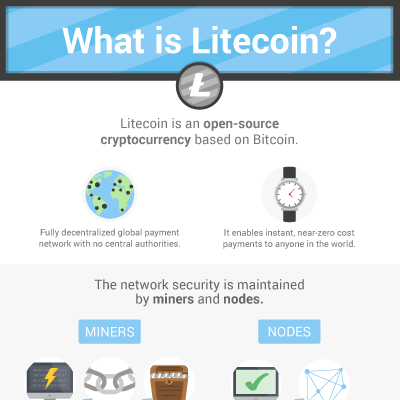 What is Litecoin?
Litecoin is an open-source
cryptocurrency based on Bitcoin.
Fully decentralized global payment
network with no central authorities.
It enables instant, near-zero cost
payments to anyone in the world.
The network security is maintained
by miners and nodes.
MINERS
NODES